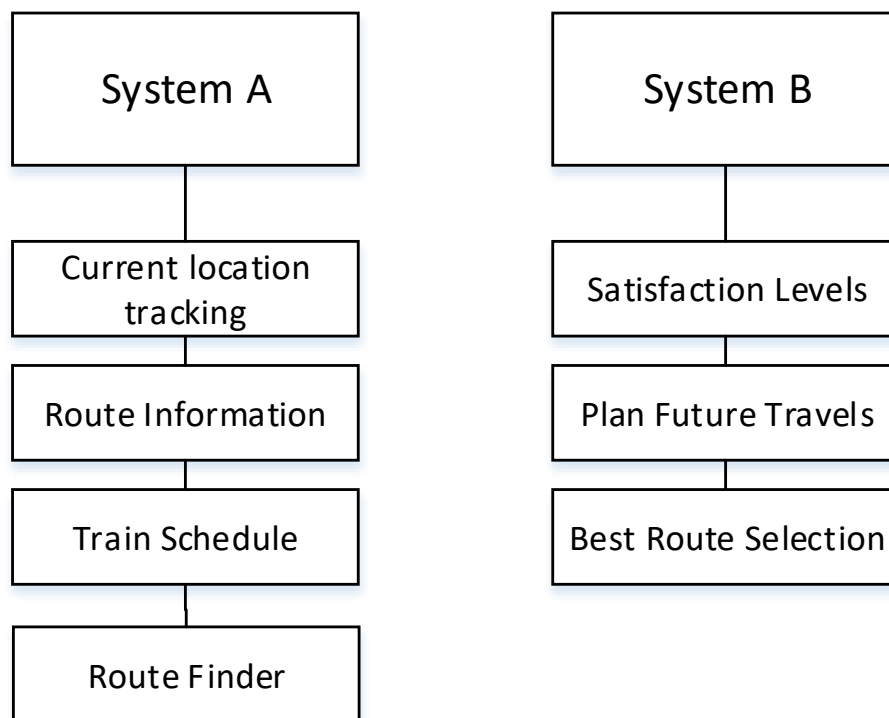 System A
Current location
tracking
Route Information
Train Schedule
Route Finder
System B
Satisfaction Levels
Plan Future Travels
Best Route Selection